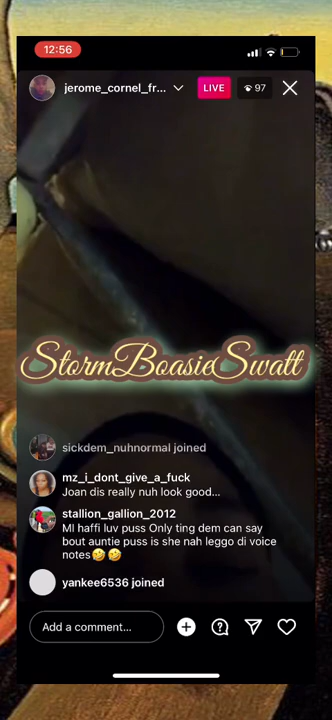 12:56
jerome_cornel_fr...
LIVE
97
StormBoasieSwatt
sickdem_nuhnormal joined
mz_i_dont_give_a_fuck
Joan dis really nuh look good...
stallion_gallion_2012
MI haffi luv puss Only ting dem can say
bout auntie puss is she nah leggo di voice
notes🤣🤣
yankee6536 joined
Add a comment...